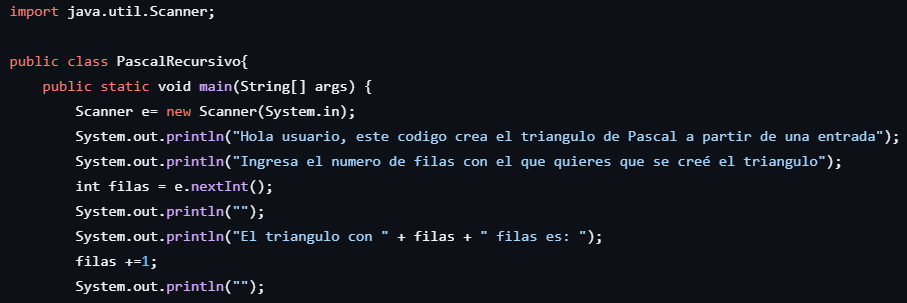 import java.util.Scanner;
public class PascalRecursivo{
public static void main(String[] args) {
Scanner e= new Scanner(System.in);
System.out.println("Hola usuario, este codigo crea el triangulo de Pascal a partir de una entrada");
System.out.println("Ingresa el numero de filas con el que quieres que se creé el triangulo");
int filas = e.nextInt();
System.out.println("");
System.out.println("El triangulo con " + filas + " filas es: ");
filas +=1;
System.out.println("");